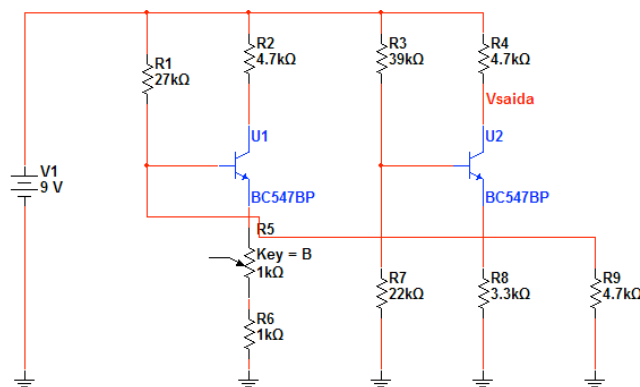 R1
27kΩ
R2
4.7kΩ
R3
39kΩ
R4
4.7kΩ
Vsaida
U1
U2
V1
9 V
BC547BP
BC547BP
R5
Key = B
1kΩ
R7
22kΩ
R8
3.3kΩ
R9
4.7kΩ
R6
1kΩ